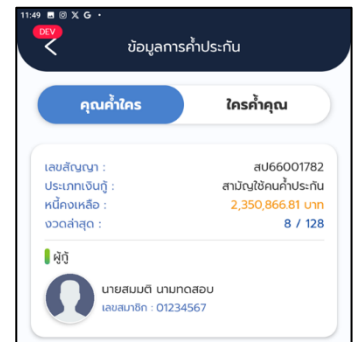 11:49
DEV
ข้อมูลการค้ำประกัน
คุณค้ำใคร ใครค้ำคุณ
เลขสัญญา : สป66001782
ประเภทเงินกู้ : สามัญใช้คนค้ำประกัน
หนี้คงเหลือ : 2,350,866.81 บาท
งวดล่าสุด : 8 / 128
ผู้กู้
นายสมมติ นามทดสอบ
เลขสมาชิก : 01234567